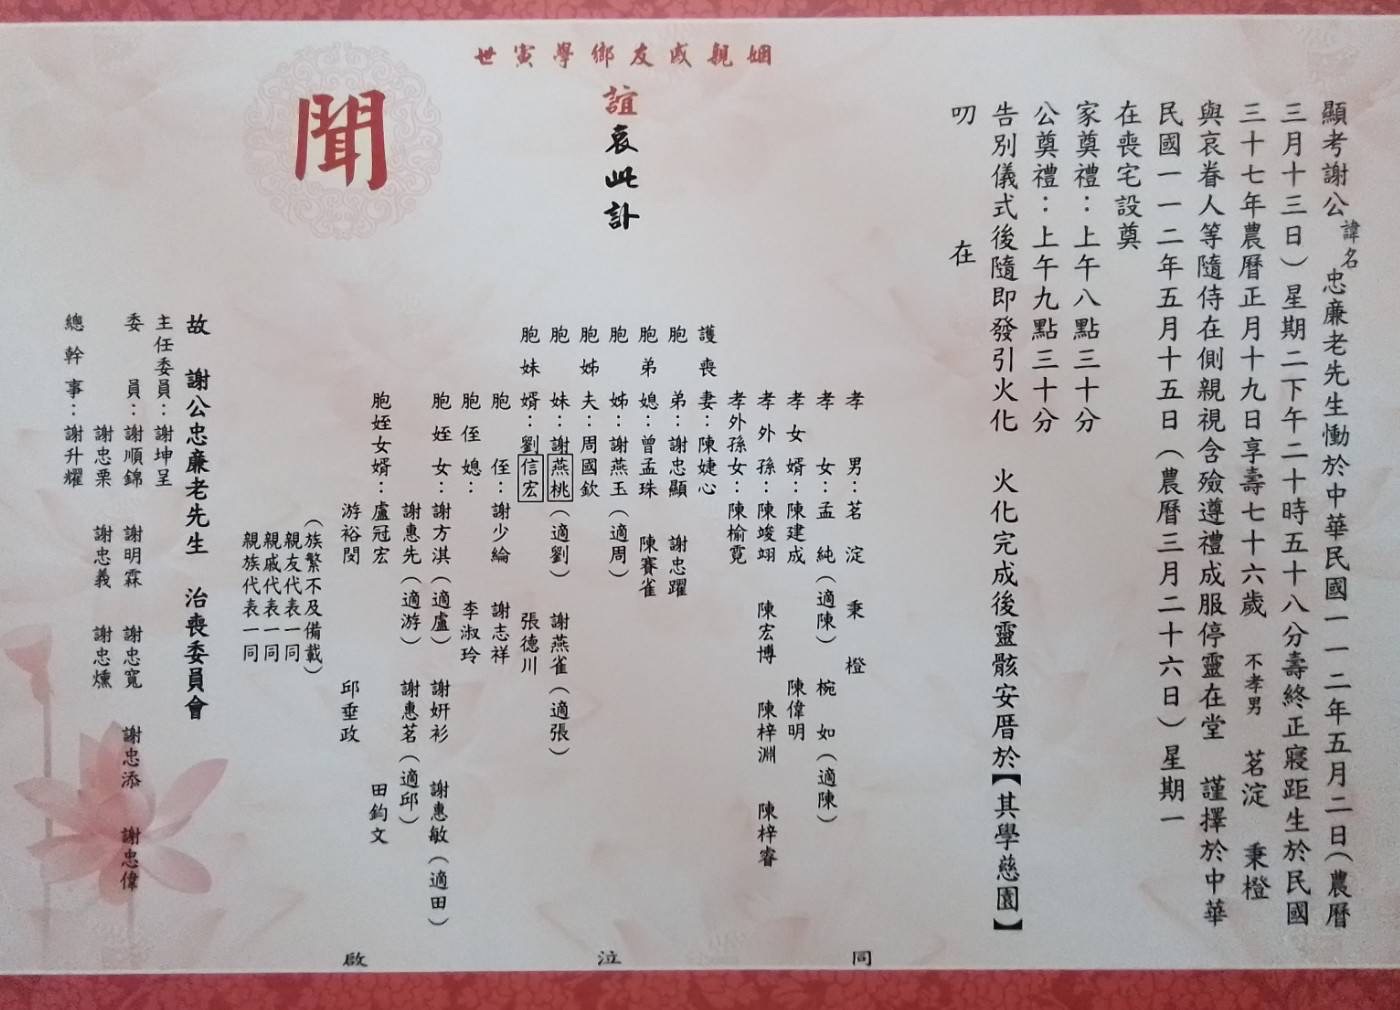 顯考謝公諱名忠廉老先生慟於中華民國一一二年五月二日（農曆
三月十三日）星期二下午二十時五十八分壽終正寢距生於民國
三十七年農曆正月十九日享壽七十六歲 不孝男 茗淀 秉橙
與哀眷人等隨侍在側親視含殮遵禮成服停靈在堂 謹擇於中華
民國一一二年五月十五日（農曆三月二十六日）星期一
在喪宅設奠
家奠禮：上午八點三十分
公奠禮：上午九點三十分
告別儀式後隨即發引火化 火化完成後靈骸安厝於【其學慈園】
叨 在
姻親戚友鄉學寅世
誼哀此訃
聞
孝男：茗淀 秉橙
孝女：孟純（適陳） 椀如（適陳）
孝女婿：陳建成 陳偉明
孝外孫：陳竣翊 陳宏博 陳梓淵 陳梓睿
孝外孫女：陳榆霓
護喪妻：陳婕心
胞弟：謝忠顯 謝忠躍
胞弟媳：曾孟珠 陳賽雀
胞姊：謝燕玉（適周）
胞姊夫：周國欽
胞妹：謝燕桃（適劉） 謝燕雀（適張）
胞妹婿：劉信宏 張德川
胞侄：謝少綸 謝志祥
胞侄媳： 李淑玲
胞姪女：謝方淇（適盧） 謝妍衫 謝惠敏（適田）
謝惠先（適游） 謝惠茗（適邱）
胞姪女婿：盧冠宏 田鈞文
游裕閔 邱垂政
（族繁不及備載）
親友代表一同
親戚代表一同
親族代表一同
同 泣 啟
故 謝公忠廉老先生 治喪委員會
主任委員：謝坤呈
委員：謝順錦 謝明霖 謝忠寬 謝忠添 謝忠偉
謝忠栗 謝忠義 謝忠燻
總幹事：謝升耀